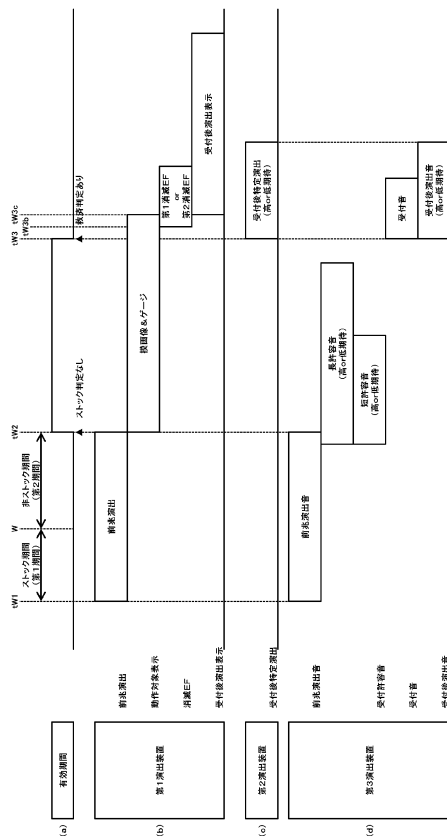 tW1
W
tW2
tW3
tW3b
tW3c
ストック期間
(第1期間)
非ストック期間
(第2期間)
ストック判定なし
救済判定あり
(a)
有効期間
(b)
第1演出装置
前兆演出
動作対象表示
消滅EF
受付後演出表示
前兆演出
第1消滅EF
or
第2消滅EF
受付後演出表示
(c)
第2演出装置
受付後特定演出
受付後特定演出
(高or低期待)
(d)
第3演出装置
前兆演出音
受付許容音
受付音
受付後演出音
前兆演出音
長許容音
(高or低期待)
短許容音
(高or低期待)
受付音
受付後演出音
(高or低期待)